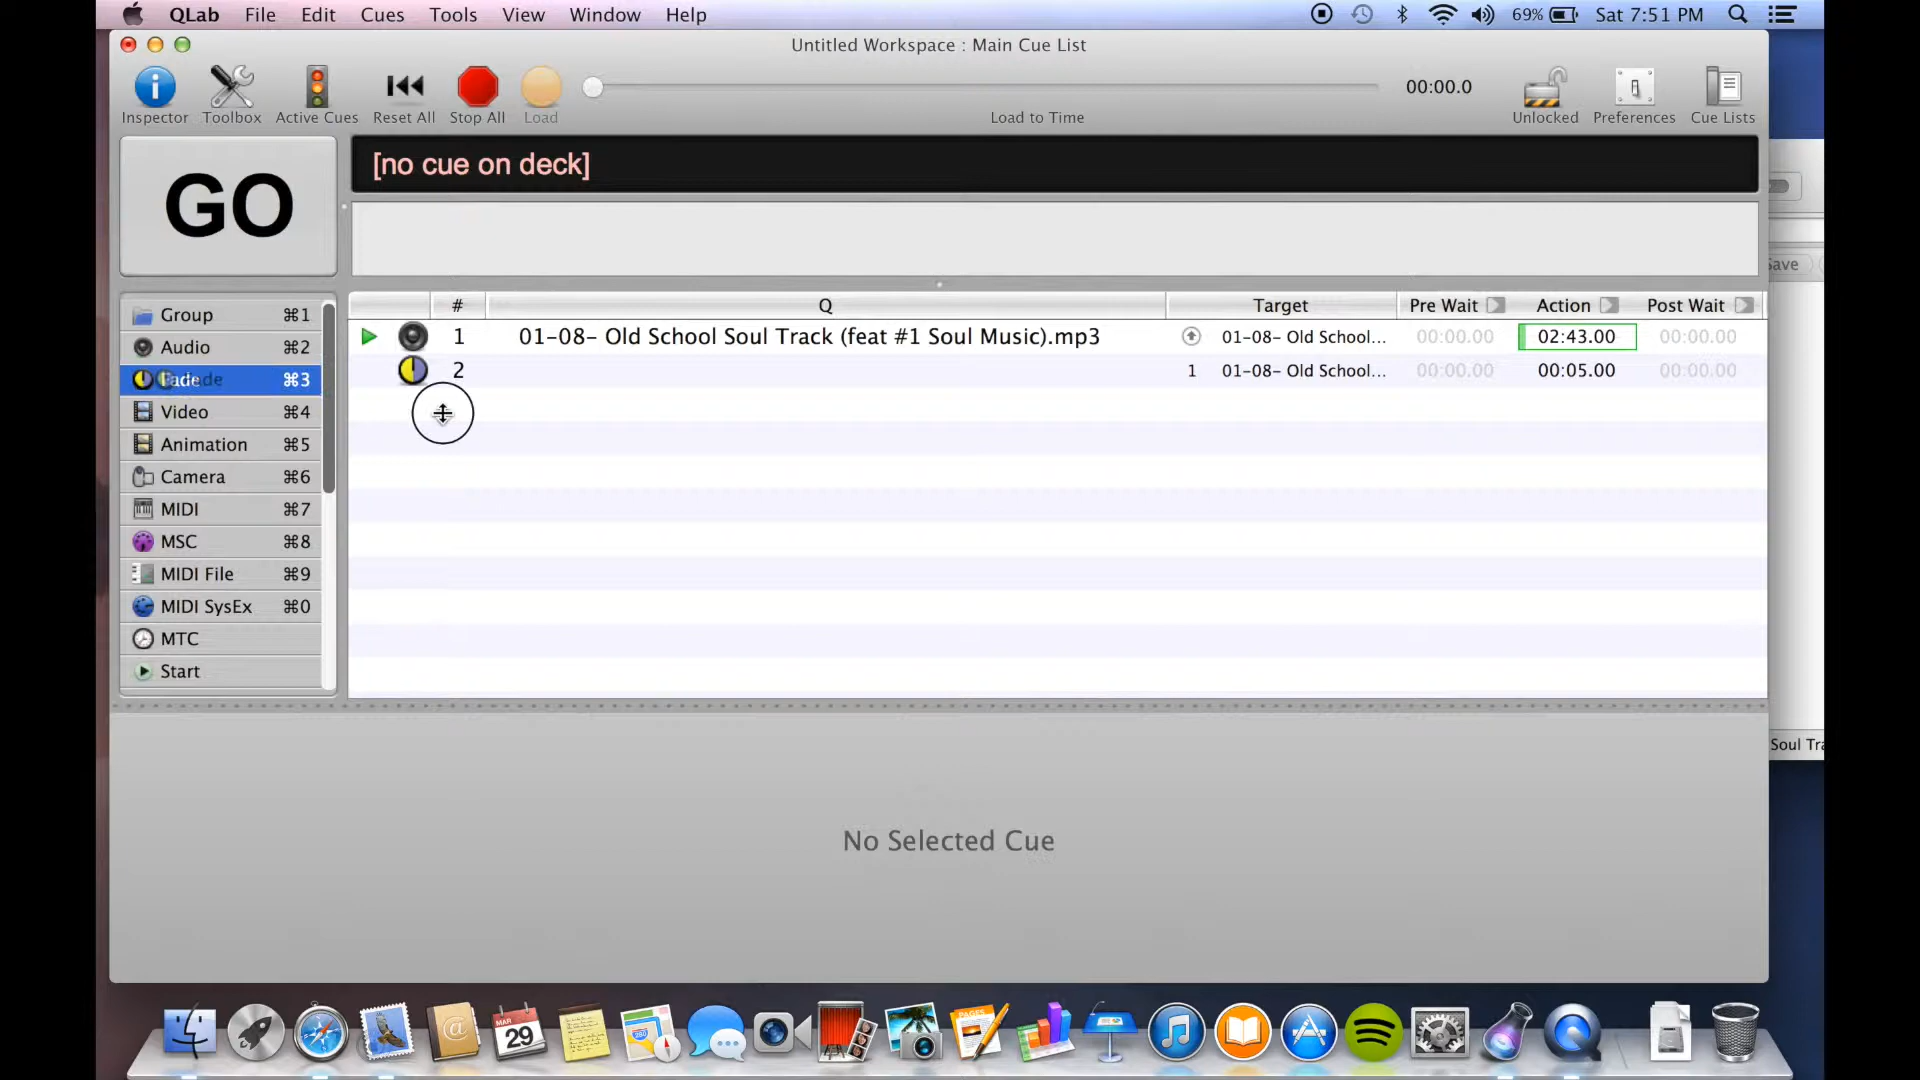 QLab File Edit Cues Tools View Window Help 69% Sat 7:51 PM
Untitled Workspace : Main Cue List
00:00.0
Inspector Toolbox Active Cues Reset All Stop All Load Load to Time Unlocked Preferences Cue Lists
GO
[no cue on deck]
Save
# Q Target Pre Wait Action Post Wait
Group ⌘1
Audio ⌘2
Fade ⌘3
Video ⌘4
Animation ⌘5
Camera ⌘6
MIDI ⌘7
MSC ⌘8
MIDI File ⌘9
MIDI SysEx ⌘0
MTC
Start
1 01-08- Old School Soul Track (feat #1 Soul Music).mp3 01-08- Old School... 00:00.00 02:43.00 00:00.00
2 1 01-08- Old School... 00:00.00 00:05.00 00:00.00
Soul Tra
No Selected Cue
MAR
29
PAGES